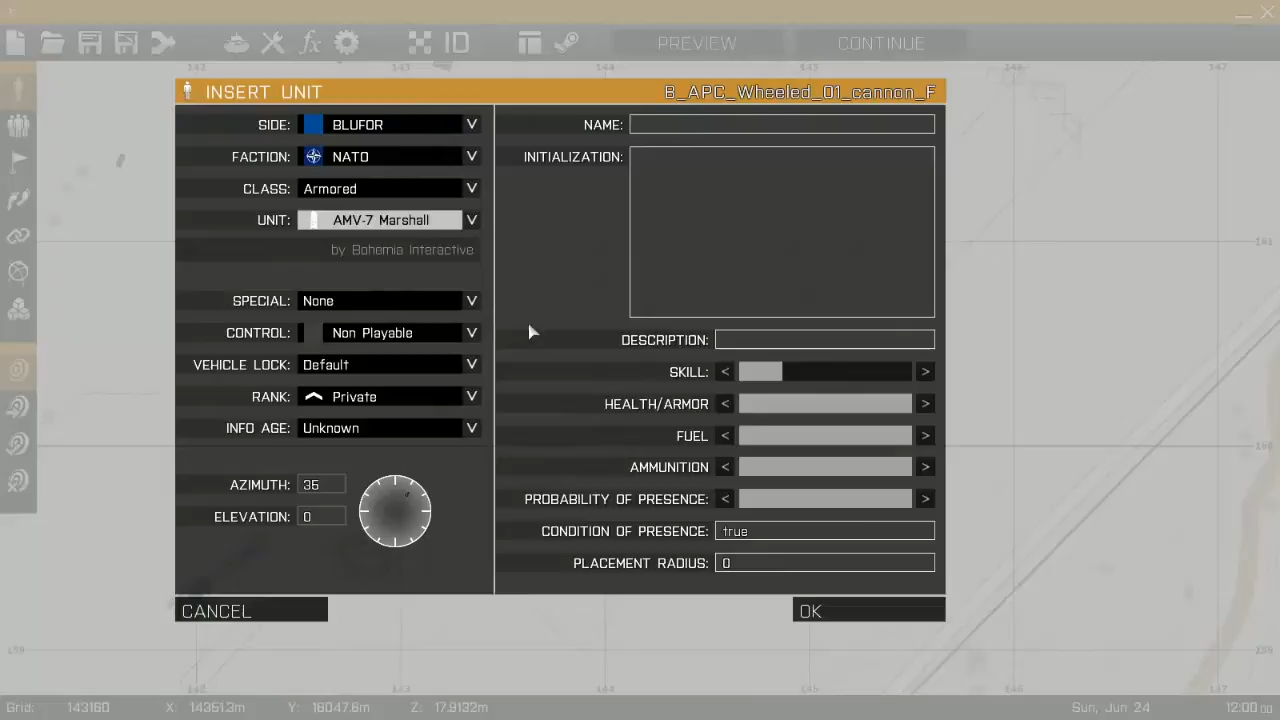 ID
PREVIEW
CONTINUE
INSERT UNIT
B_APC_Wheeled_01_cannon_F
SIDE: BLUFOR V
FACTION: NATO V
CLASS: Armored V
UNIT: AMV-7 Marshall V
by Bohemia Interactive
SPECIAL: None V
CONTROL: Non Playable V
VEHICLE LOCK: Default V
RANK: Private V
INFO AGE: Unknown V
AZIMUTH: 35
ELEVATION: 0
NAME:
INITIALIZATION:
DESCRIPTION:
SKILL: < >
HEALTH/ARMOR < >
FUEL < >
AMMUNITION < >
PROBABILITY OF PRESENCE: < >
CONDITION OF PRESENCE: true
PLACEMENT RADIUS: 0
CANCEL
OK
Grid: 143160 X: 14351.3m Y: 16047.6m Z: 17.9132m
Sun, Jun 24 12:00